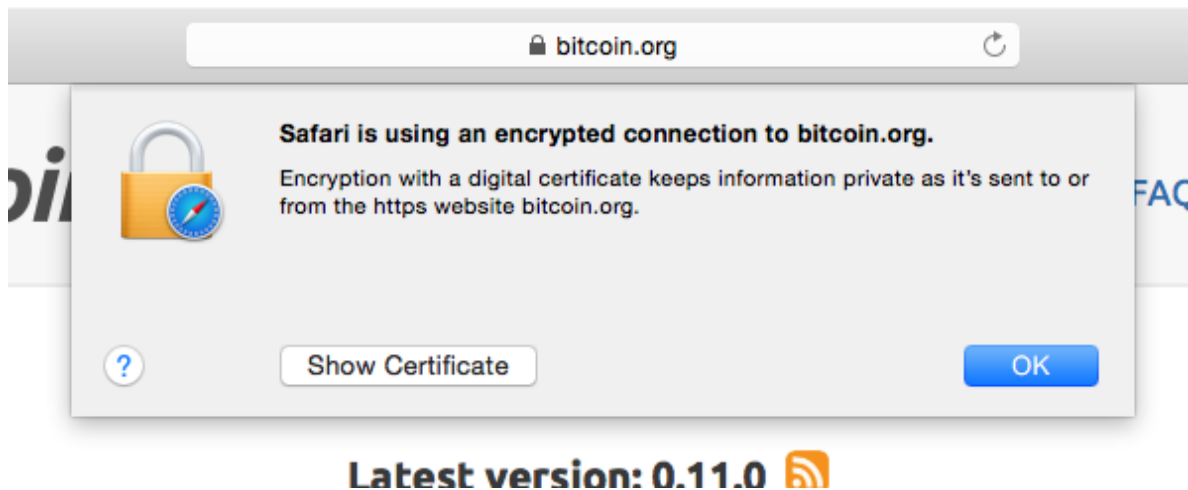 bitcoin.org
Safari is using an encrypted connection to bitcoin.org.
Encryption with a digital certificate keeps information private as it's sent to or
from the https website bitcoin.org.
FAQ
?
Show Certificate
OK
Latest version: 0.11.0